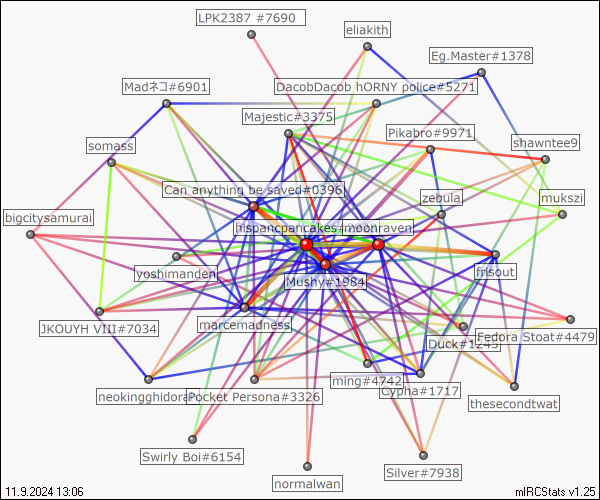 LPK2387 #7690
eliakith
Eg.Master#1378
Madネコ#6901
DacobDacob hORNY police#5271
Majestic#3375
Pikabro#9971
somass
shawntee9
Can anything be saved#0396
zebula
mukszi
bigcitysamurai
hispanicpancakes
moonraven
yoshimanden
Mushy#1984
frisout
JKOUYH VIII#7034
marcemadness
Duck#1245
Fedora Stoat#4479
ming#4742
neokingghidora
Pocket Persona#3326
Cypha#1717
thesecondtwat
Swirly Boi#6154
normalwan
Silver#7938
11.9.2024 13:06
mIRCStats v1.25